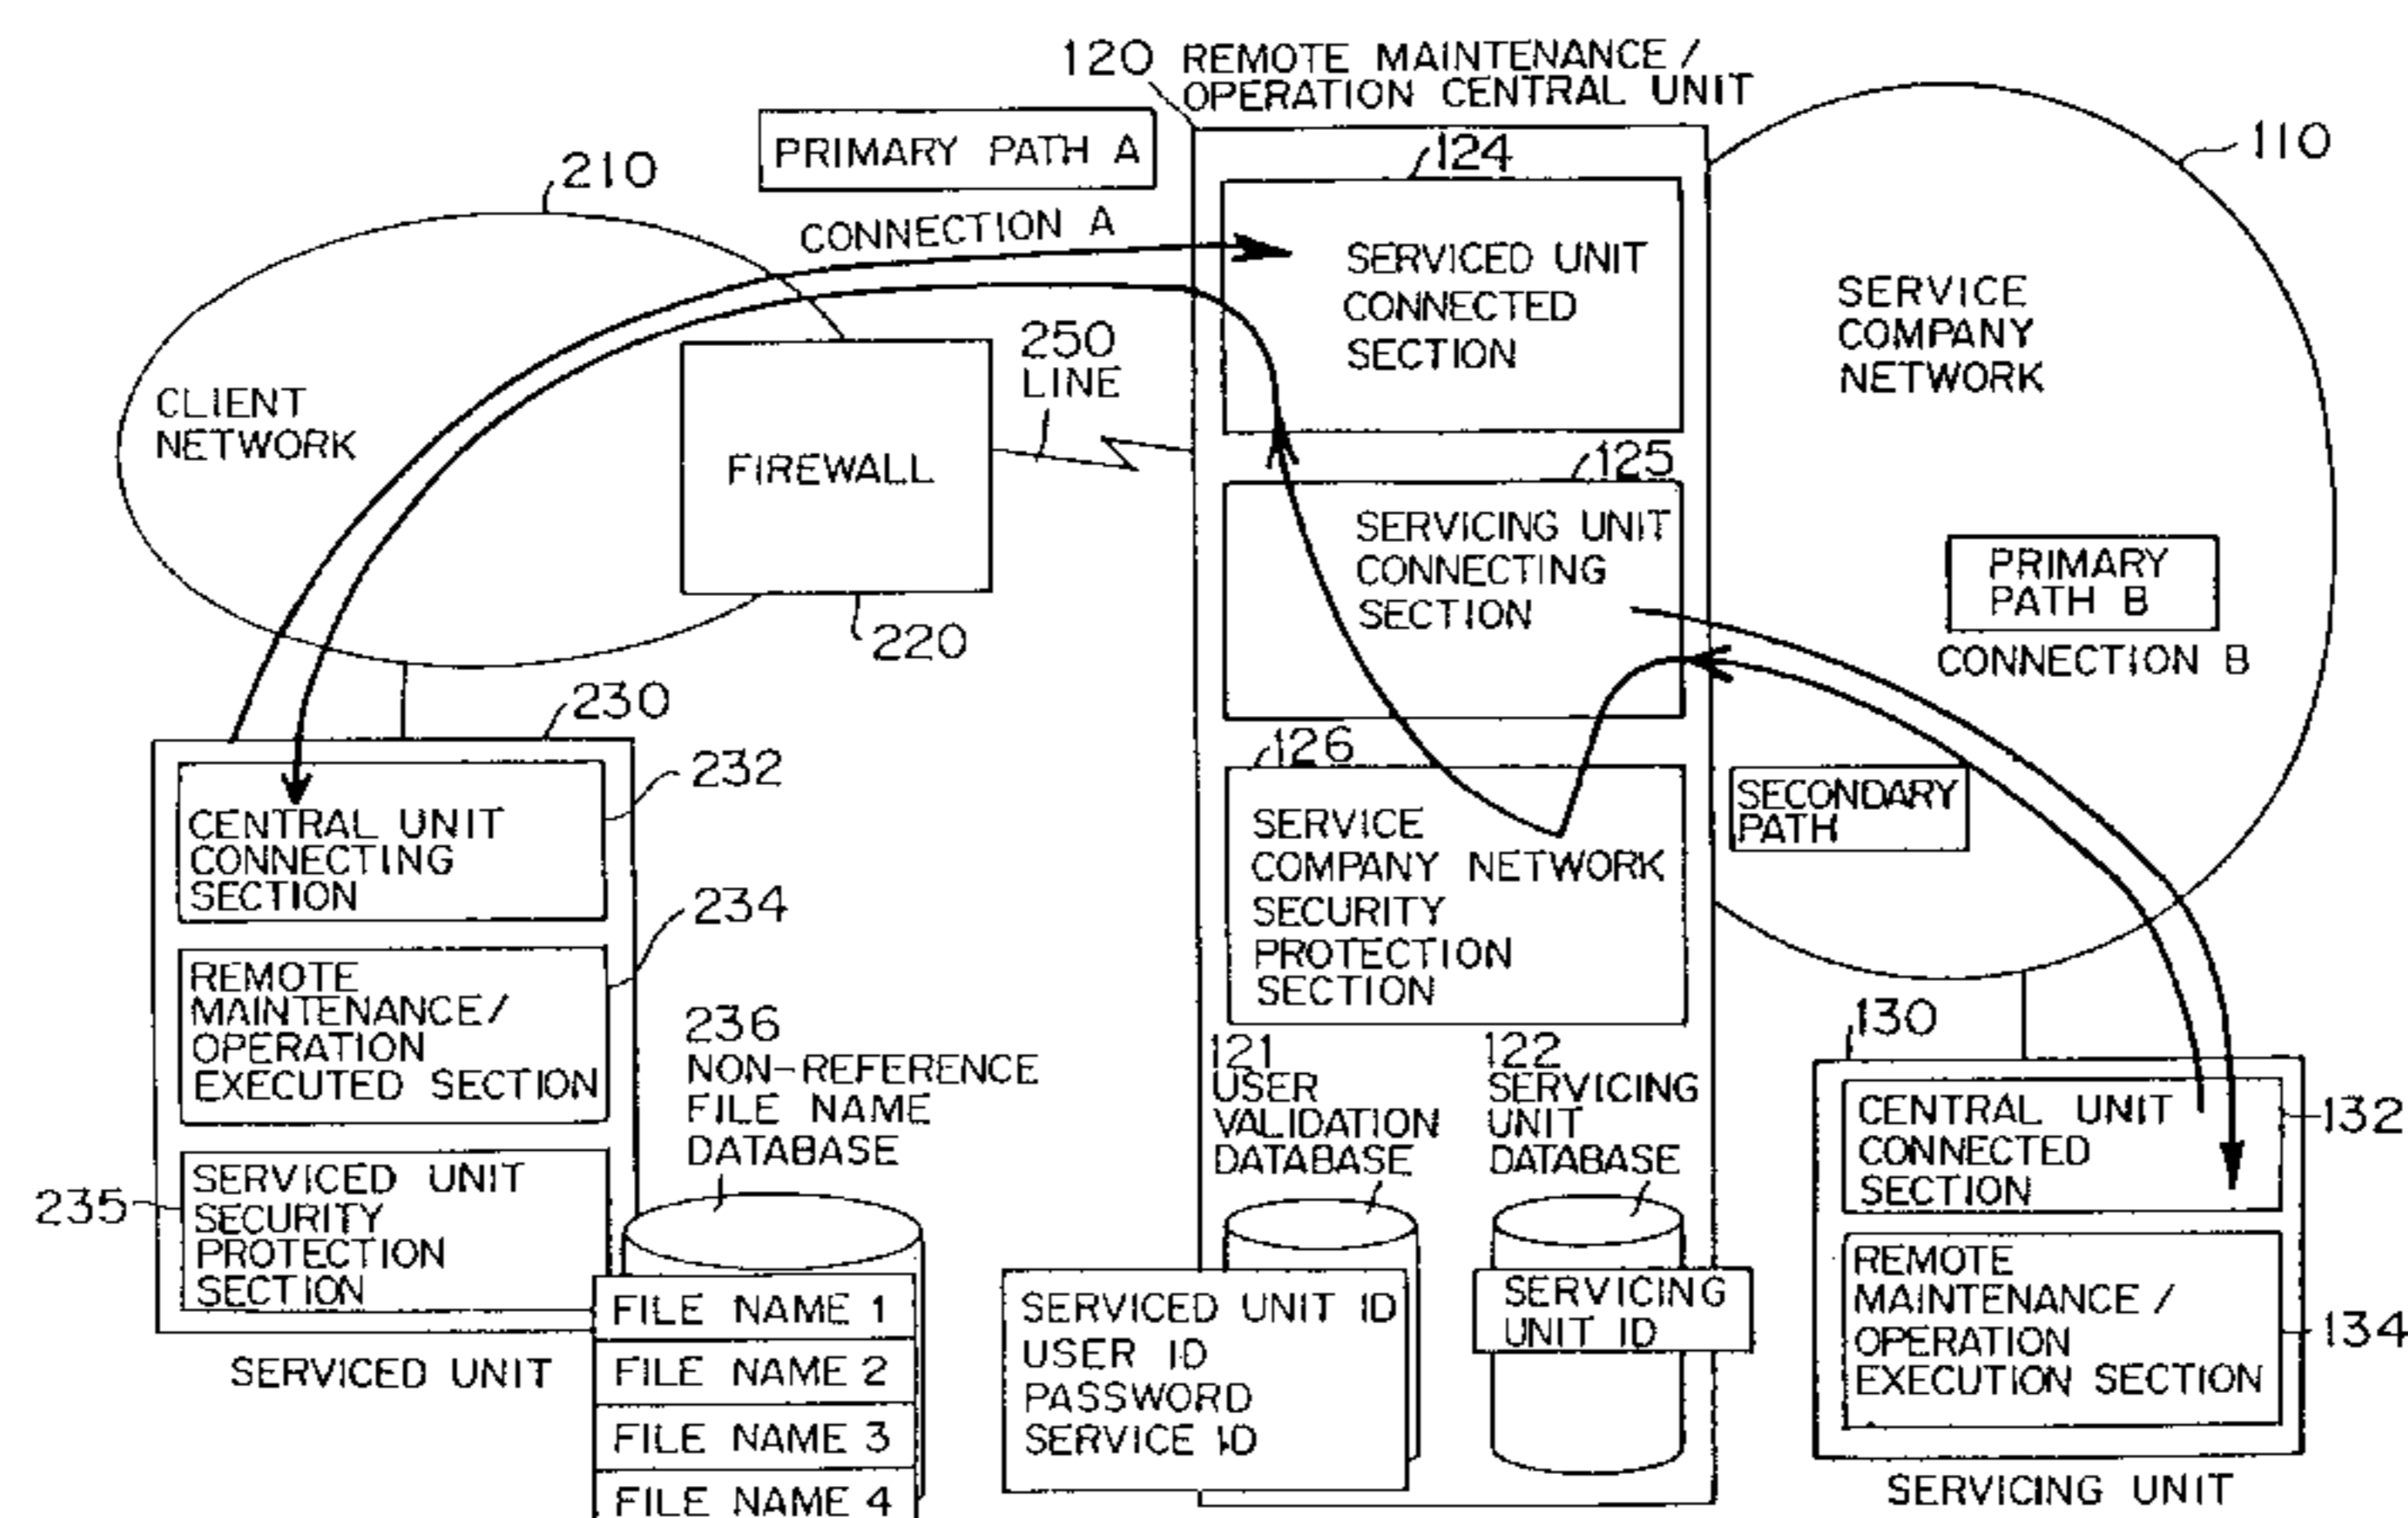 120 REMOTE MAINTENANCE/
OPERATION CENTRAL UNIT
PRIMARY PATH A
210
CONNECTION A
124
110
SERVICED UNIT
CONNECTED
SECTION
SERVICE
COMPANY
NETWORK
CLIENT
NETWORK
250
LINE
FIREWALL
220
125
SERVICING UNIT
CONNECTING
SECTION
PRIMARY
PATH B
CONNECTION B
230
232
CENTRAL UNIT
CONNECTING
SECTION
234
REMOTE
MAINTENANCE/
OPERATION
EXECUTED SECTION
235
SERVICED UNIT
SECURITY
PROTECTION
SECTION
SERVICED UNIT
236
NON-REFERENCE
FILE NAME
DATABASE
FILE NAME 1
FILE NAME 2
FILE NAME 3
FILE NAME 4
126
SERVICE
COMPANY NETWORK
SECURITY
PROTECTION
SECTION
SECONDARY
PATH
121
USER
VALIDATION
DATABASE
122
SERVICING
UNIT
DATABASE
SERVICED UNIT ID
USER ID
PASSWORD
SERVICE ID
SERVICING
UNIT ID
130
CENTRAL UNIT
CONNECTED
SECTION
132
REMOTE
MAINTENANCE/
OPERATION
EXECUTION SECTION
134
SERVICING UNIT